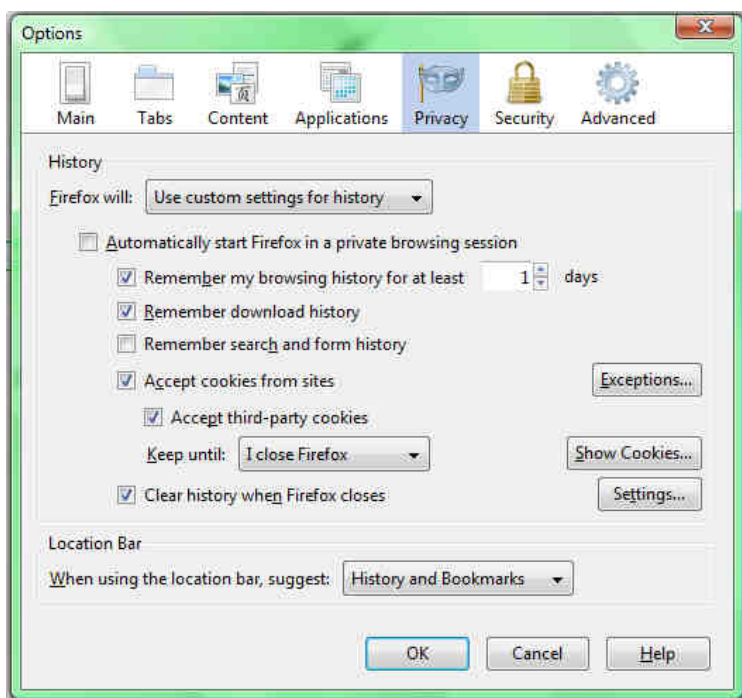 Options
Main Tabs Content Applications Privacy Security Advanced
History
Firefox will: Use custom settings for history
Automatically start Firefox in a private browsing session
Remember my browsing history for at least 1 days
Remember download history
Remember search and form history
Accept cookies from sites Exceptions...
Accept third-party cookies
Keep until: I close Firefox Show Cookies...
Clear history when Firefox closes Settings...
Location Bar
When using the location bar, suggest: History and Bookmarks
OK Cancel Help